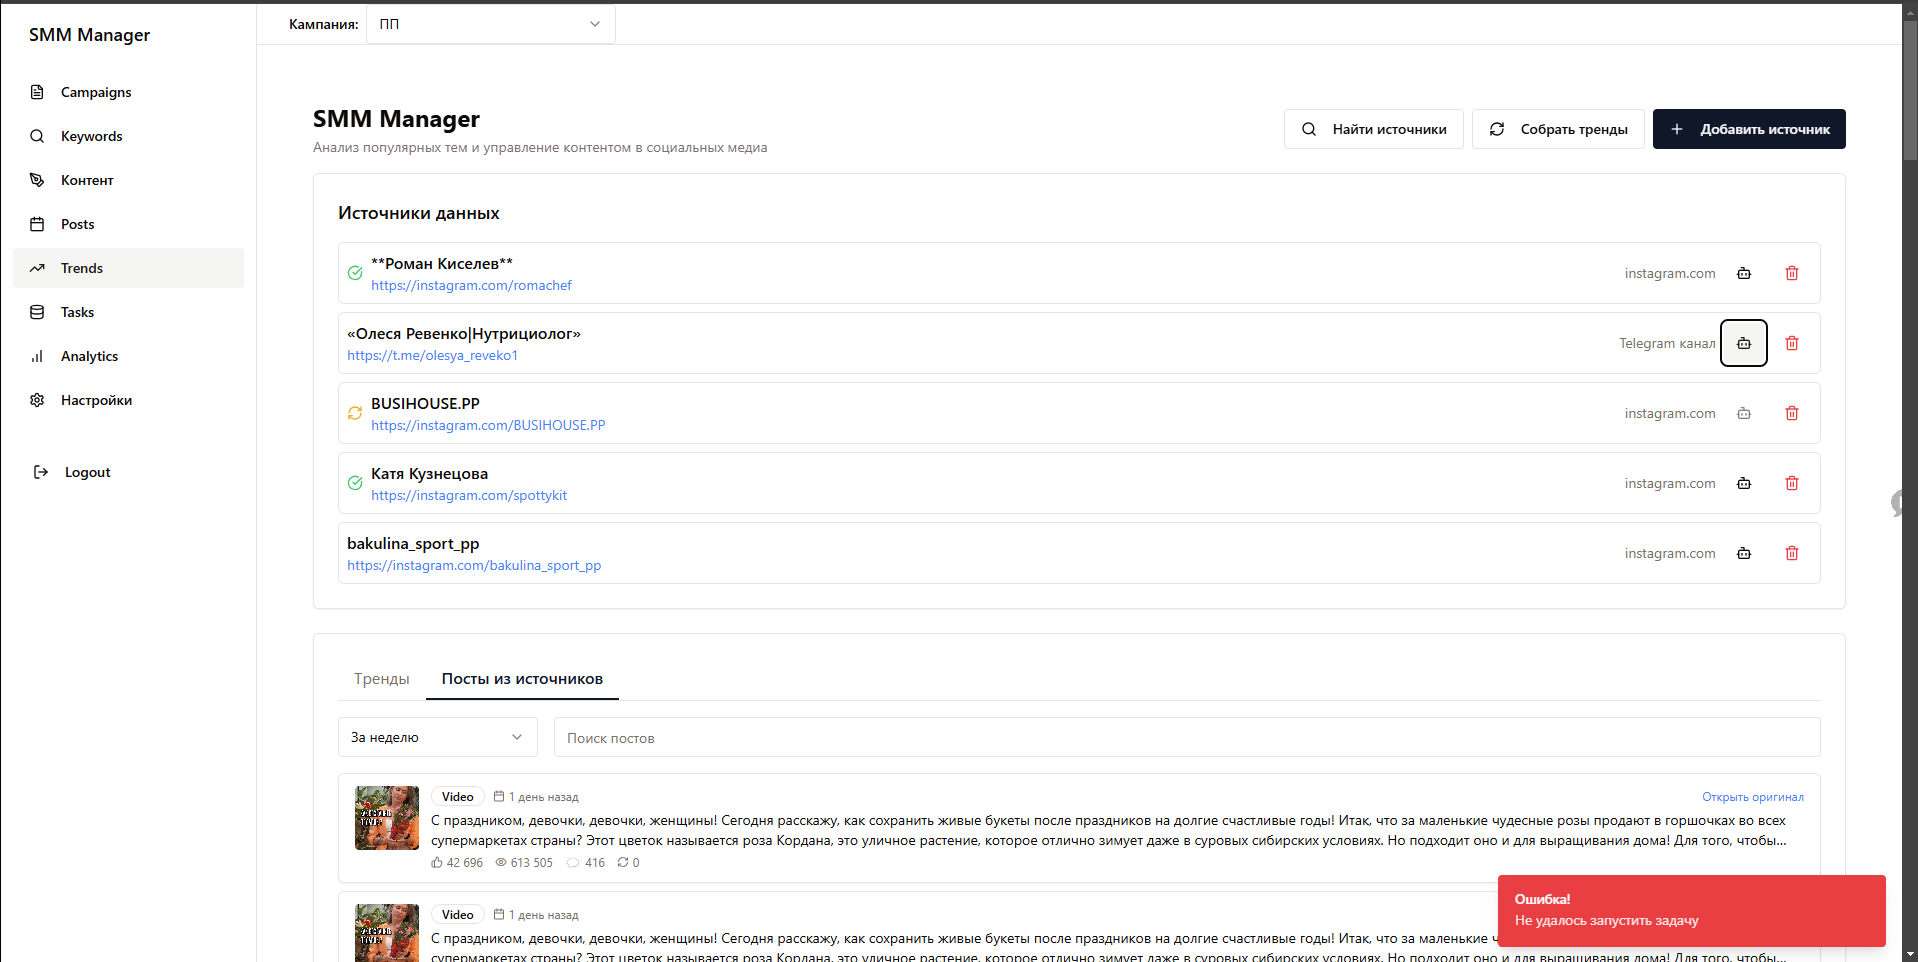 SMM Manager
Кампания:
ПП
Campaigns
Keywords
Контент
Posts
Trends
Tasks
Analytics
Настройки
Logout
SMM Manager
Анализ популярных тем и управление контентом в социальных медиа
Найти источники
Собрать тренды
Добавить источник
Источники данных
**Роман Киселев**
https://instagram.com/romachef
instagram.com
«Олеся Ревенко|Нутрициолог»
https://t.me/olesya_reveko1
Telegram канал
BUSIHOUSE.PP
https://instagram.com/BUSIHOUSE.PP
instagram.com
Катя Кузнецова
https://instagram.com/spottykit
instagram.com
bakulina_sport_pp
https://instagram.com/bakulina_sport_pp
instagram.com
Тренды
Посты из источников
За неделю
Поиск постов
Video
1 день назад
Открыть оригинал
С праздником, девочки, девочки, женщины! Сегодня расскажу, как сохранить живые букеты после праздников на долгие счастливые годы! Итак, что за маленькие чудесные розы продают в горшочках во всех
супермаркетах страны? Этот цветок называется роза Кордана, это уличное растение, которое отлично зимует даже в суровых сибирских условиях. Но подходит оно и для выращивания дома! Для того, чтобы...
42 696
613 505
416
0
Video
1 день назад
С праздником, девочки, девочки, женщины! Сегодня расскажу, как сохранить живые букеты после праздников на долгие счастливые годы! Итак, что за маленькие
супермаркетах страны? Этот цветок называется роза Кордана, это уличное растение, которое отлично зимует даже в суровых сибирских условиях. Но подходит оно и для выращивания дома! Для того, чтобы...
Ошибка!
Не удалось запустить задачу